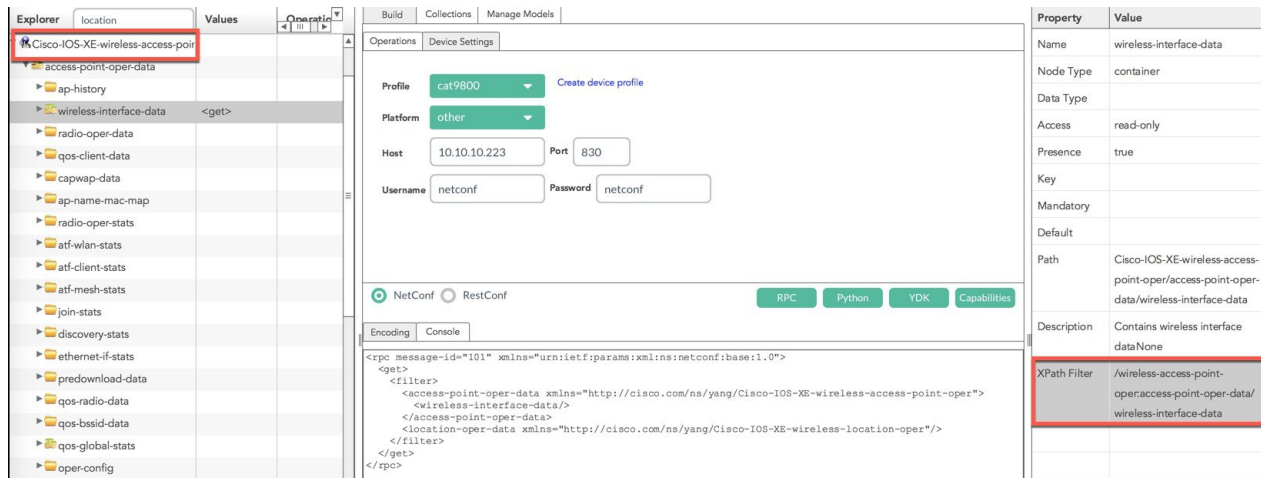 Explorer location Values Operatio
Cisco-IOS-XE-wireless-access-poin
access-point-oper-data
ap-history
wireless-interface-data <get>
radio-oper-data
qos-client-data
capwap-data
ap-name-mac-map
radio-oper-stats
atf-wlan-stats
atf-client-stats
atf-mesh-stats
join-stats
discovery-stats
ethernet-if-stats
predownload-data
qos-radio-data
qos-bssid-data
qos-global-stats
oper-config
Build Collections Manage Models
Operations Device Settings
Profile cat9800 Create device profile
Platform other
Host 10.10.10.223 Port 830
Username netconf Password netconf
NetConf RestConf RPC Python YDK Capabilities
Encoding Console
<rpc message-id="101" xmlns="urn:ietf:params:xml:ns:netconf:base:1.0">
<get>
<filter>
<access-point-oper-data xmlns="http://cisco.com/ns/yang/Cisco-IOS-XE-wireless-access-point-oper">
<wireless-interface-data/>
</access-point-oper-data>
<location-oper-data xmlns="http://cisco.com/ns/yang/Cisco-IOS-XE-wireless-location-oper"/>
</filter>
</get>
</rpc>
Property Value
Name wireless-interface-data
Node Type container
Data Type
Access read-only
Presence true
Key
Mandatory
Default
Path Cisco-IOS-XE-wireless-access-
point-oper/access-point-oper-
data/wireless-interface-data
Description Contains wireless interface
dataNone
XPath Filter /wireless-access-point-
oper:access-point-oper-data/
wireless-interface-data